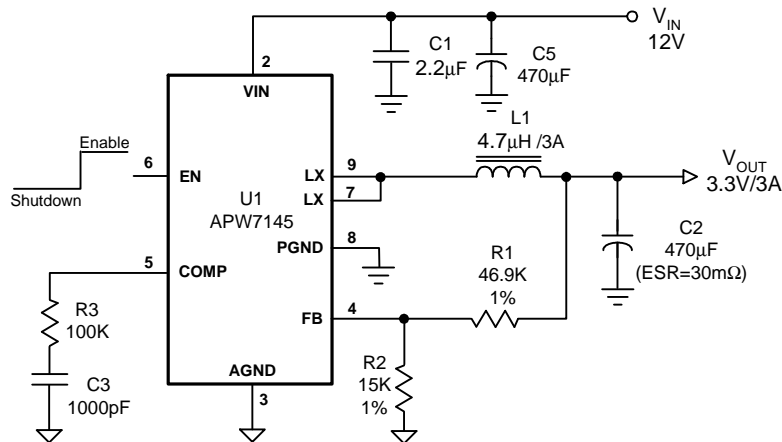 V_IN
12V
C1
2.2µF
C5
470µF
2
VIN
L1
4.7µH /3A
Enable
Shutdown
6
EN
U1
APW7145
LX
9
LX
7
V_OUT
3.3V/3A
PGND
8
C2
470µF
(ESR=30mΩ)
5
COMP
R1
46.9K
1%
R3
100K
FB
4
C3
1000pF
AGND
3
R2
15K
1%